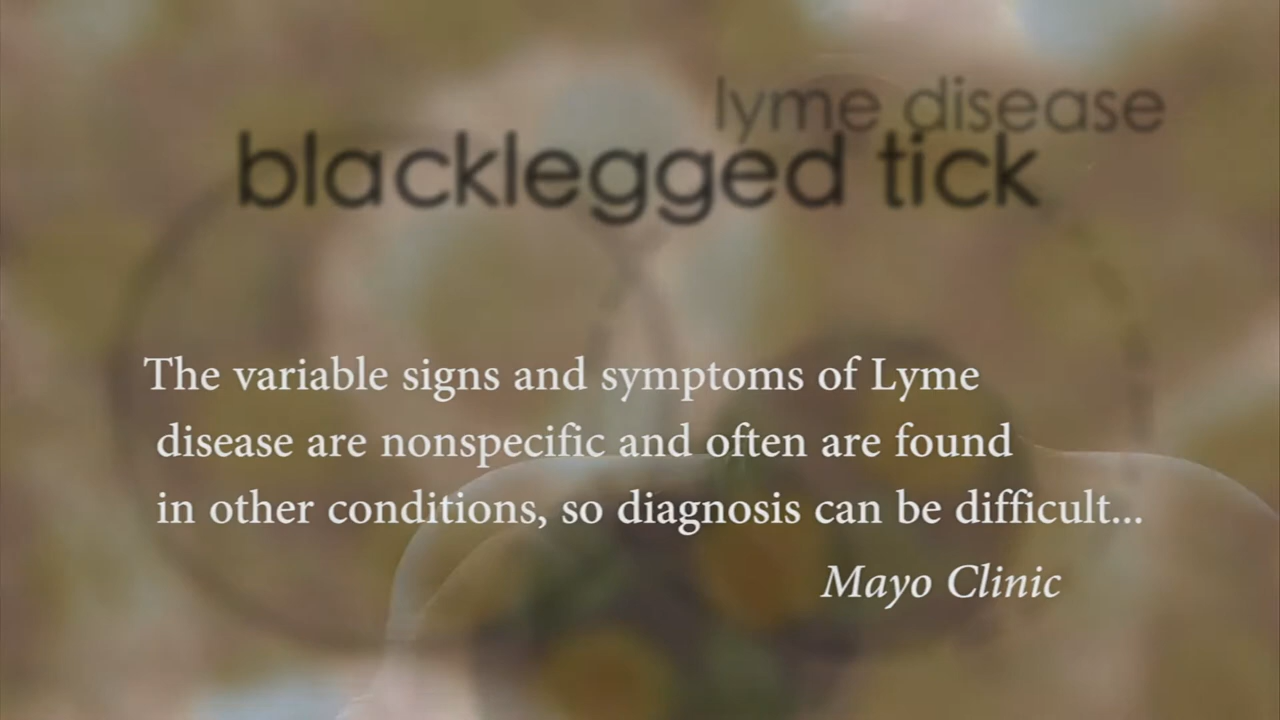 lyme disease
blacklegged tick
The variable signs and symptoms of Lyme
disease are nonspecific and often are found
in other conditions, so diagnosis can be difficult...
Mayo Clinic